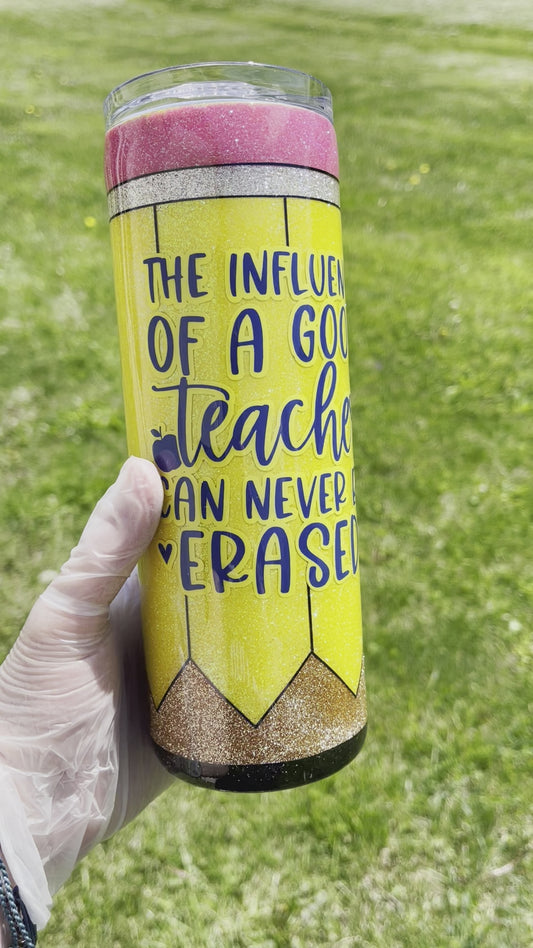 THE INFLUEN
OF A GOO
teache
CAN NEVER B
ERASED